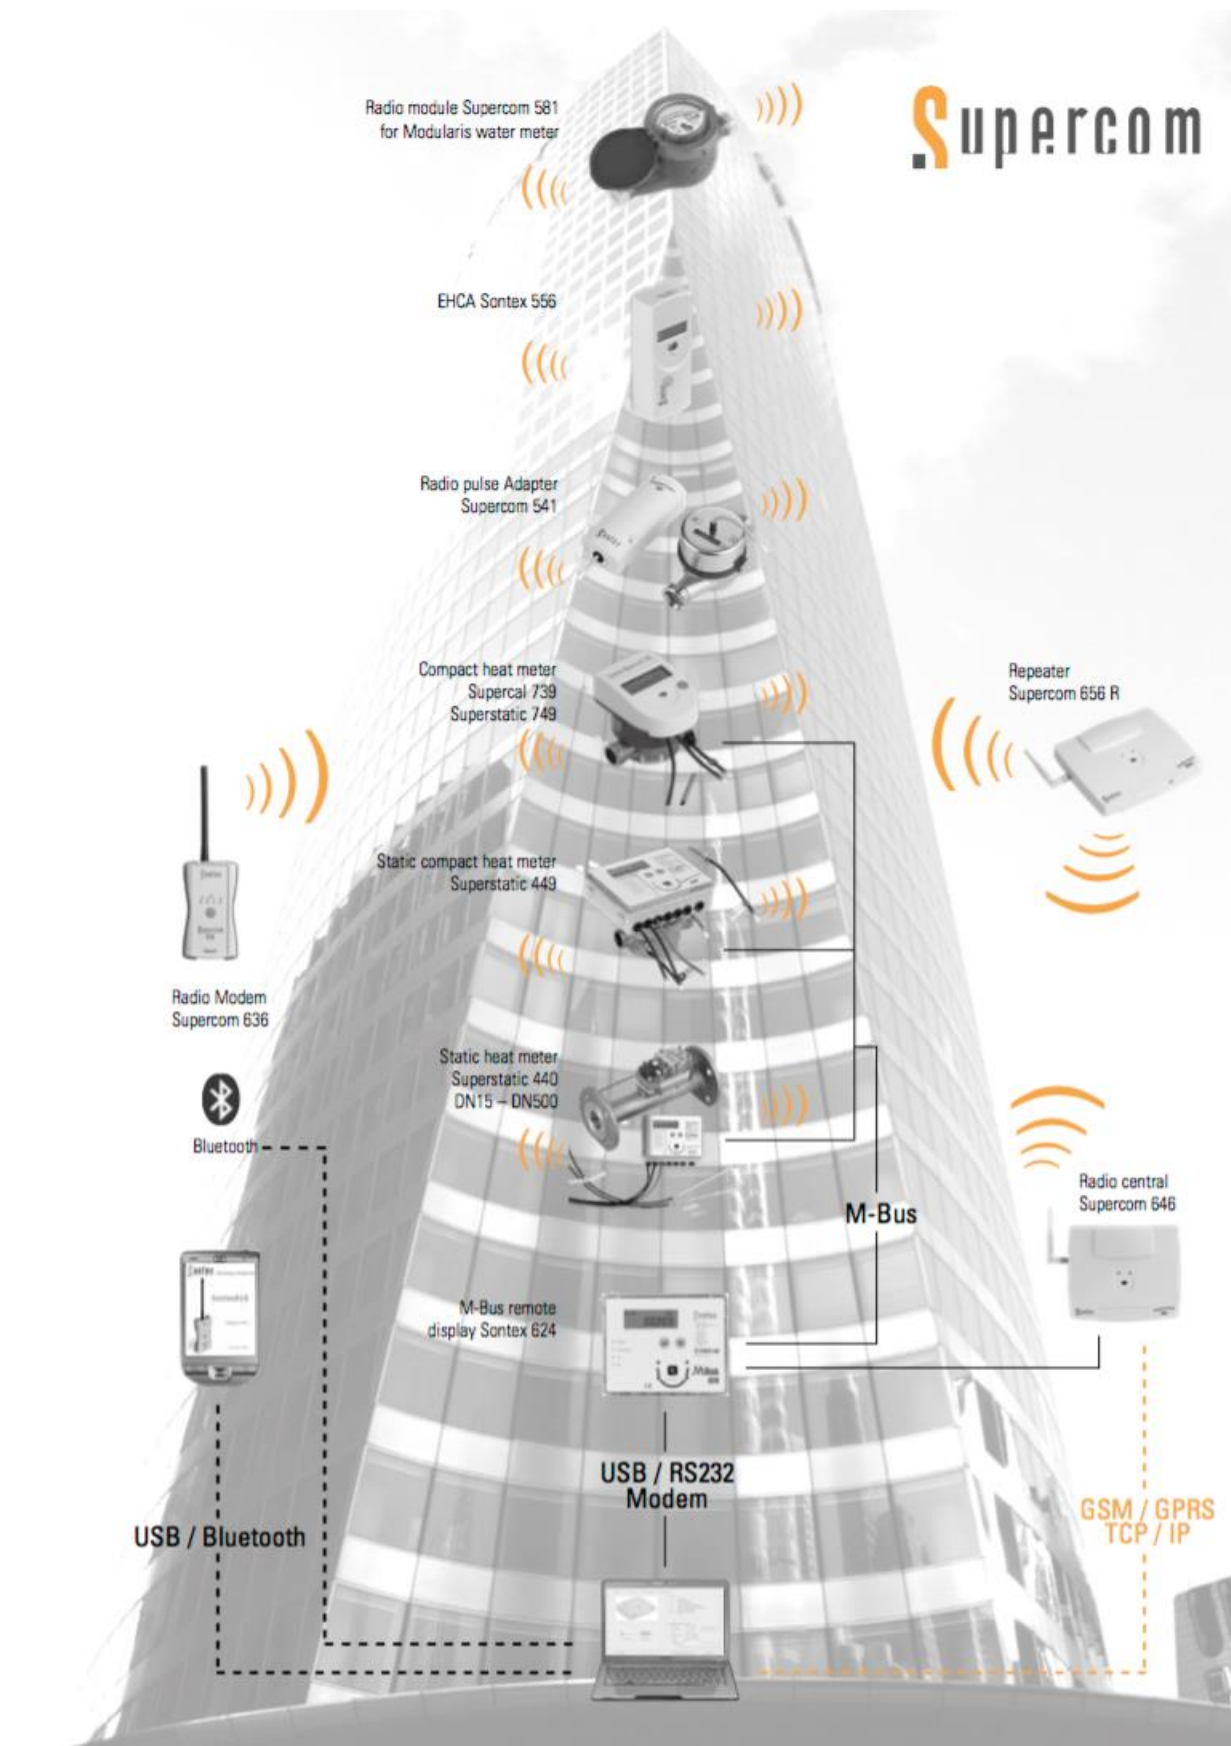 Supercom
Radio module Supercom 581
for Modularis water meter
EHCA Sontex 556
Radio pulse Adapter
Supercom 541
Compact heat meter
Supercal 739
Superstatic 749
Repeater
Supercom 656 R
Static compact heat meter
Superstatic 449
Radio Modem
Supercom 636
Static heat meter
Superstatic 440
DN15 – DN500
Bluetooth
Radio central
Supercom 646
M-Bus
M-Bus remote
display Sontex 624
USB / RS232
Modem
GSM / GPRS
TCP / IP
USB / Bluetooth